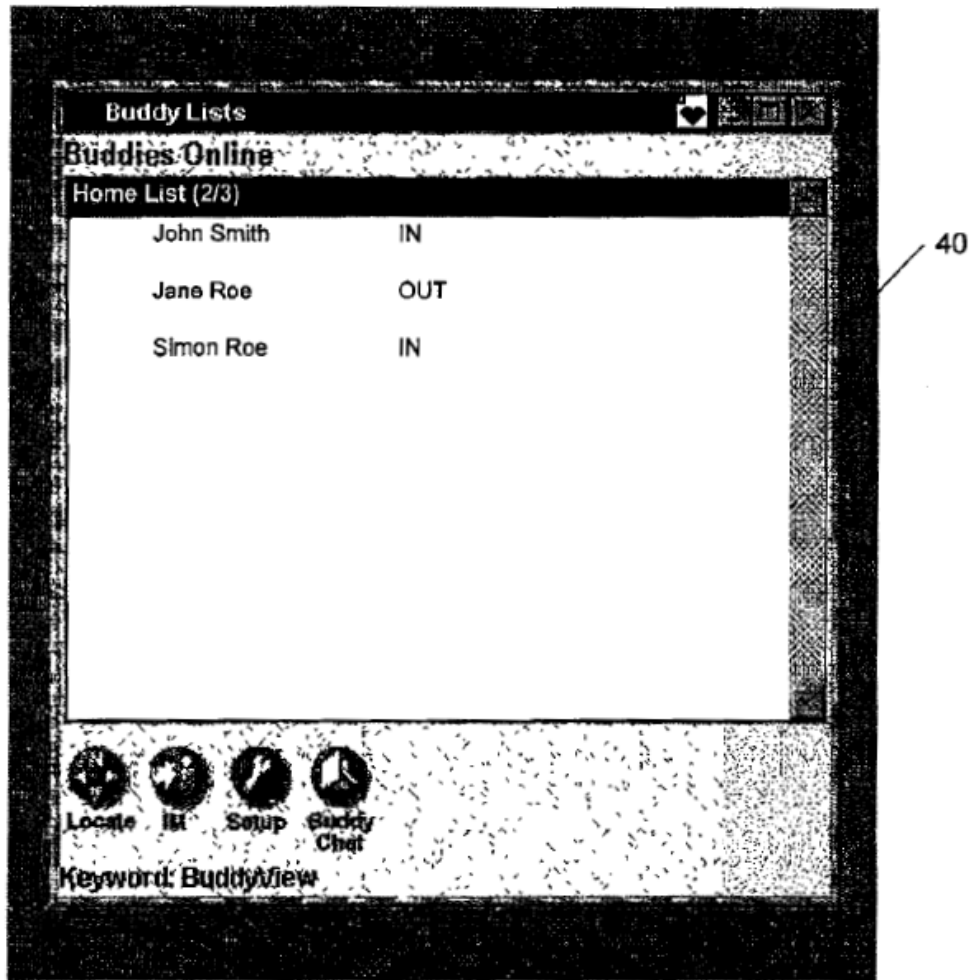 Buddy Lists
Buddies Online
Home List (2/3)
John Smith IN
40
Jane Roe OUT
Simon Roe IN
Locate IM Setup Buddy
Chat
Keyword: BuddyView